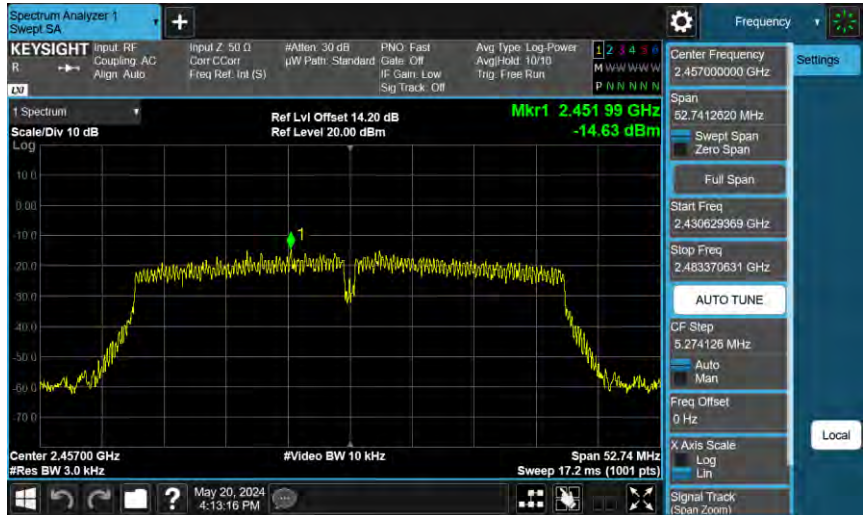 Spectrum Analyzer 1
Swept SA
+
Frequency
KEYSIGHT
R
LXI
Input: RF
Coupling: AC
Align: Auto
Input Z: 50 Ω
Corr CCorr
Freq Ref: Int (S)
#Atten: 30 dB
µW Path: Standard
PNO: Fast
Gate: Off
IF Gain: Low
Sig Track: Off
Avg Type: Log-Power
Avg|Hold: 10/10
Trig: Free Run
1 2 3 4 5 6
M W W W W W
P N N N N N
1 Spectrum
Scale/Div 10 dB
Log
Ref Lvl Offset 14.20 dB
Ref Level 20.00 dBm
Mkr1 2.451 99 GHz
-14.63 dBm
10.0
0.00
-10.0
-20.0
-30.0
-40.0
-60.0
-70.0
1
Center 2.45700 GHz
#Res BW 3.0 kHz
#Video BW 10 kHz
Span 52.74 MHz
Sweep 17.2 ms (1001 pts)
?
May 20, 2024
4:13:16 PM
Center Frequency
2.457000000 GHz
Span
52.7412620 MHz
Swept Span
Zero Span
Full Span
Start Freq
2.430629369 GHz
Stop Freq
2.483370631 GHz
AUTO TUNE
CF Step
5.274126 MHz
Auto
Man
Freq Offset
0 Hz
X Axis Scale
Log
Lin
Signal Track
(Span Zoom)
Settings
Local